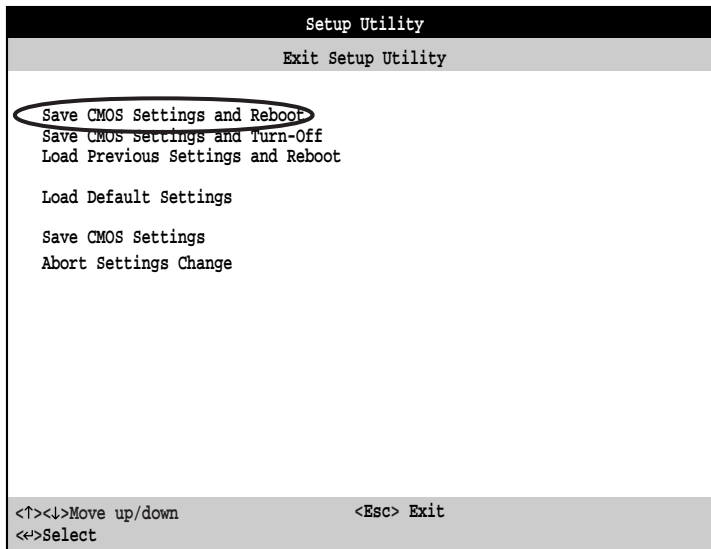 Setup Utility
Exit Setup Utility
Save CMOS Settings and Reboot
Save CMOS Settings and Turn-Off
Load Previous Settings and Reboot
Load Default Settings
Save CMOS Settings
Abort Settings Change
<↑><↓>Move up/down <Esc> Exit
<↵>Select